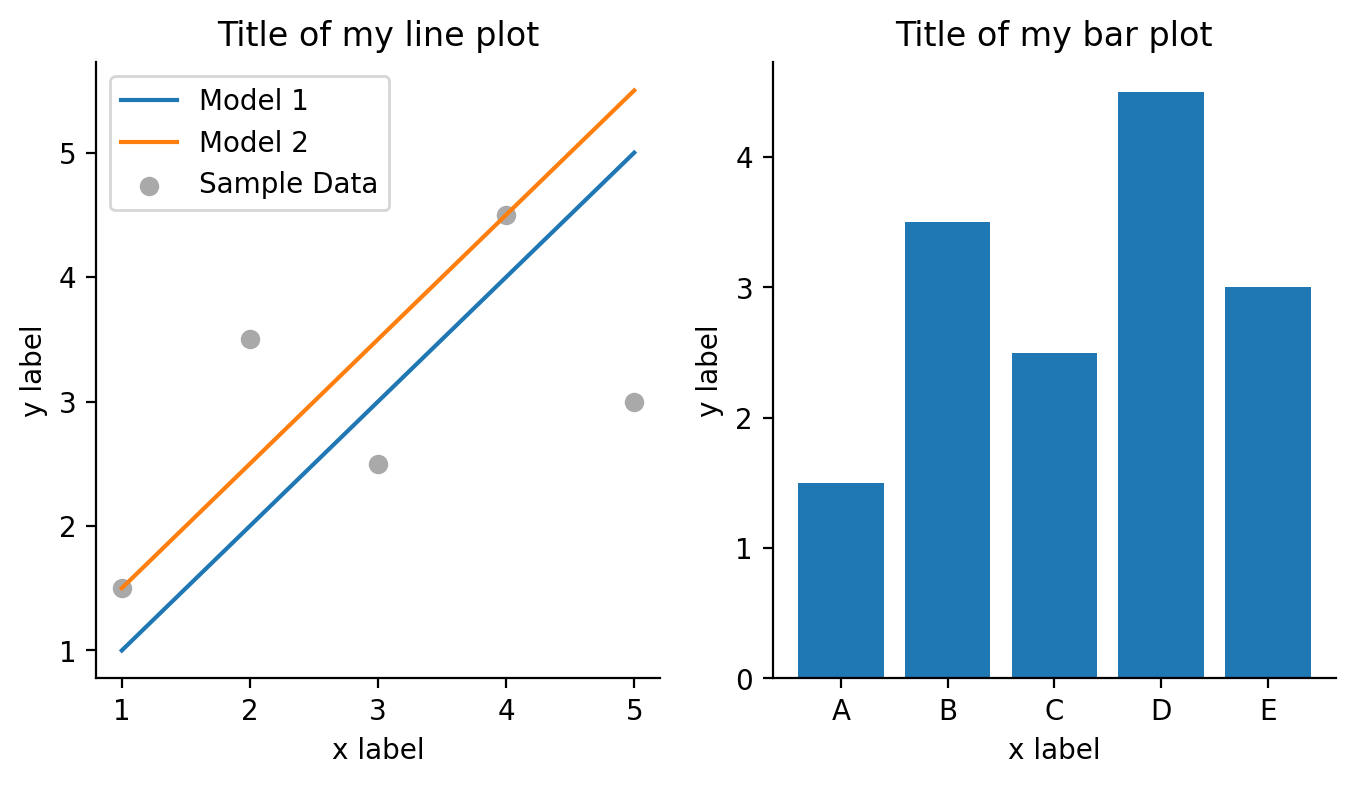 Title of my line plot
Model 1
Model 2
Sample Data
5
4
3
2
1
y label
1 2 3 4 5
x label
Title of my bar plot
4
3
2
1
0
y label
A B C D E
x label